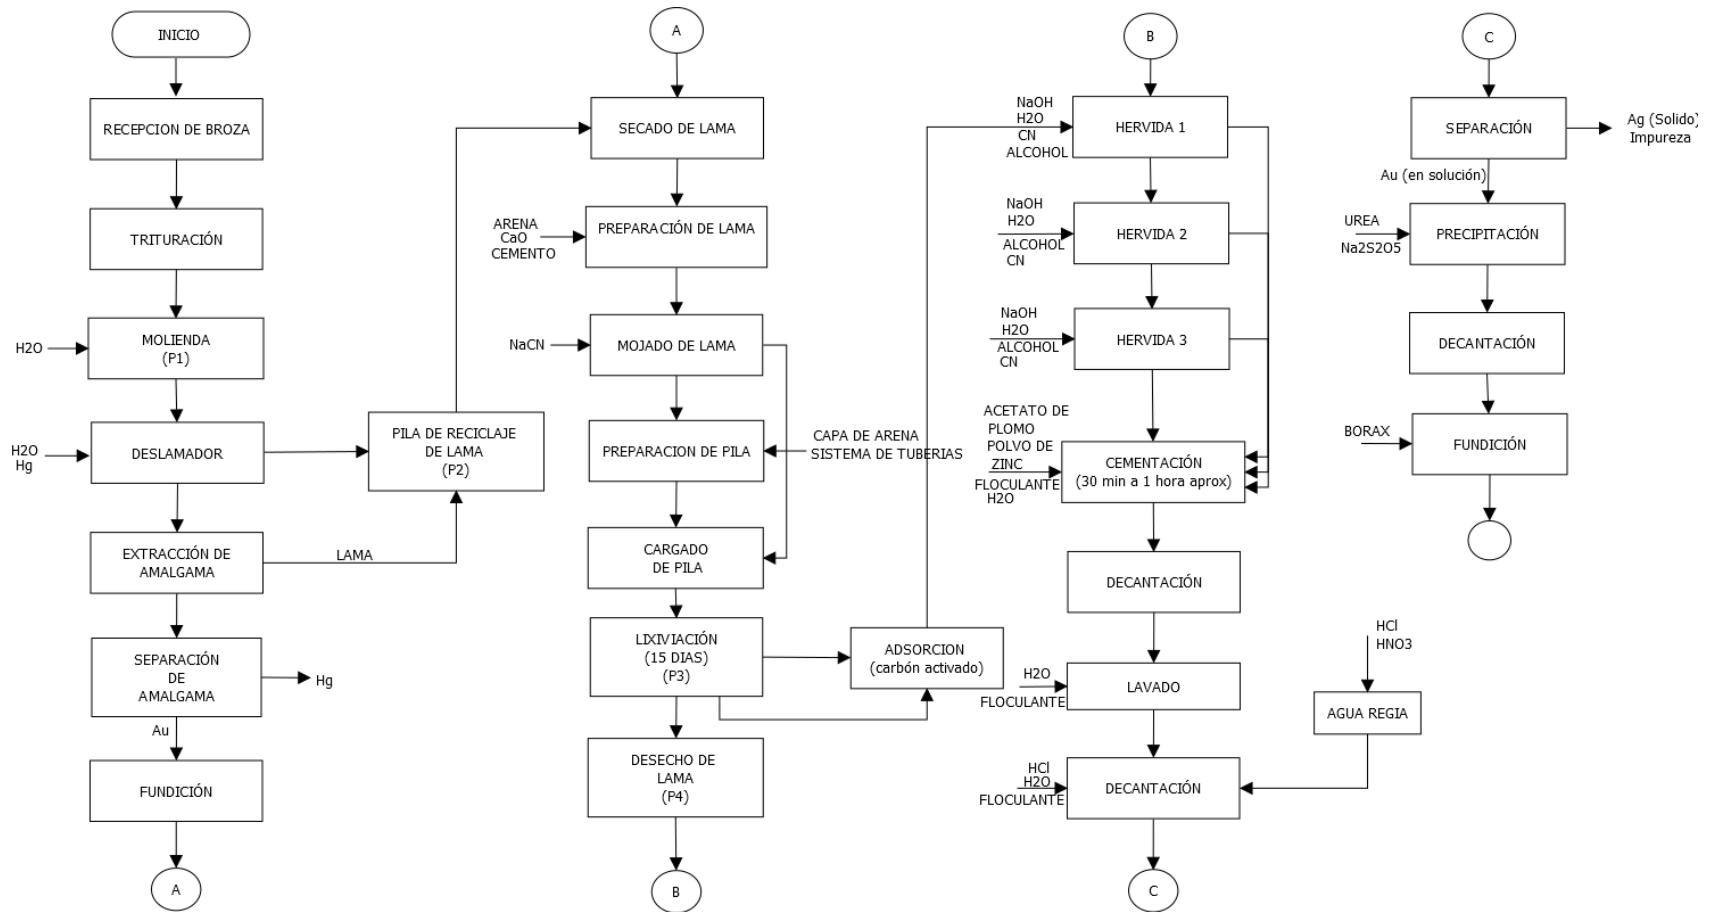 INICIO
RECEPCION DE BROZA
TRITURACIÓN
H2O
MOLIENDA
(P1)
H2O
Hg
DESLAMADOR
PILA DE RECICLAJE
DE LAMA
(P2)
EXTRACCIÓN DE
AMALGAMA
LAMA
SEPARACIÓN
DE
AMALGAMA
Hg
Au
FUNDICIÓN
A
A
SECADO DE LAMA
ARENA
CaO
CEMENTO
PREPARACIÓN DE LAMA
NaCN
MOJADO DE LAMA
PREPARACION DE PILA
CAPA DE ARENA
SISTEMA DE TUBERIAS
CARGADO
DE PILA
LIXIVIACIÓN
(15 DIAS)
(P3)
ADSORCION
(carbón activado)
DESECHO DE
LAMA
(P4)
B
B
NaOH
H2O
CN
ALCOHOL
HERVIDA 1
NaOH
H2O
ALCOHOL
CN
HERVIDA 2
NaOH
H2O
ALCOHOL
CN
HERVIDA 3
ACETATO DE
PLOMO
POLVO DE
ZINC
FLOCULANTE
H2O
CEMENTACIÓN
(30 min a 1 hora aprox)
DECANTACIÓN
H2O
FLOCULANTE
LAVADO
HCl
HNO3
AGUA REGIA
HCl
H2O
FLOCULANTE
DECANTACIÓN
C
C
SEPARACIÓN
Ag (Solido)
Impureza
Au (en solución)
UREA
Na2S2O5
PRECIPITACIÓN
DECANTACIÓN
BORAX
FUNDICIÓN